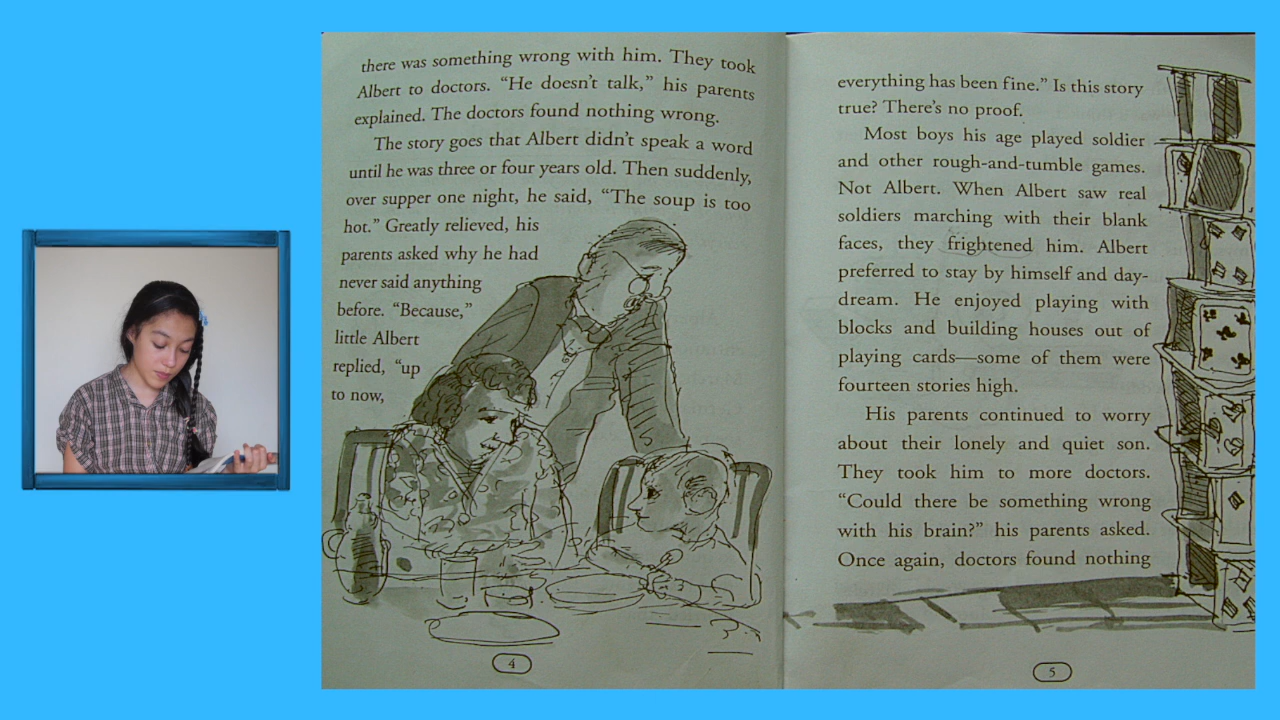 there was something wrong with him. They took
Albert to doctors. “He doesn’t talk,” his parents
explained. The doctors found nothing wrong.
The story goes that Albert didn’t speak a word
until he was three or four years old. Then suddenly,
over supper one night, he said, “The soup is too
hot.” Greatly relieved, his
parents asked why he had
never said anything
before. “Because,”
little Albert
replied, “up
to now,
4
everything has been fine.” Is this story
true? There’s no proof.
Most boys his age played soldier
and other rough-and-tumble games.
Not Albert. When Albert saw real
soldiers marching with their blank
faces, they frightened him. Albert
preferred to stay by himself and day-
dream. He enjoyed playing with
blocks and building houses out of
playing cards—some of them were
fourteen stories high.
His parents continued to worry
about their lonely and quiet son.
They took him to more doctors.
“Could there be something wrong
with his brain?” his parents asked.
Once again, doctors found nothing
5